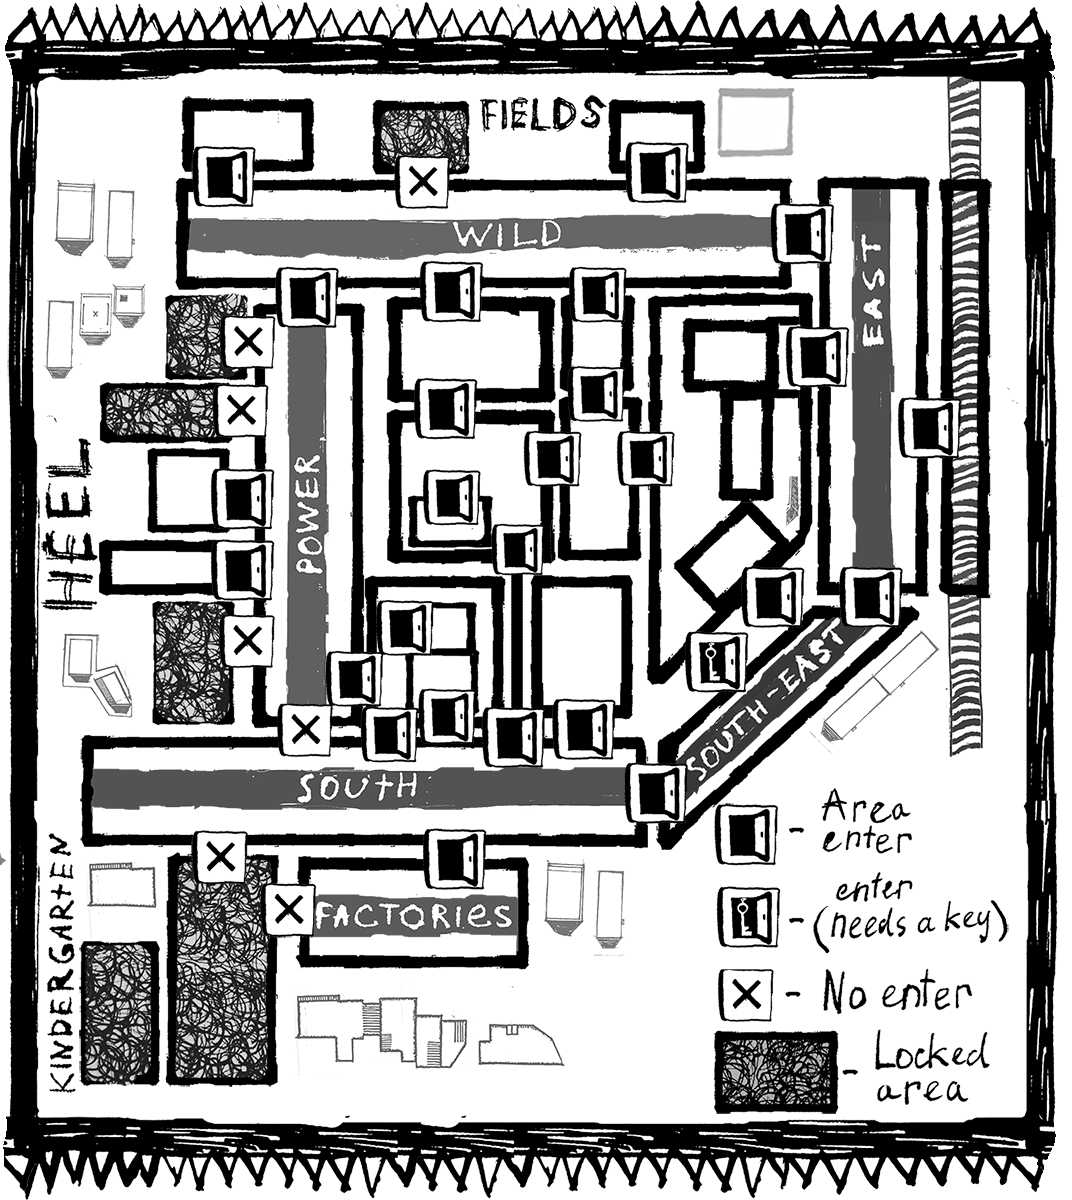 FIELDS
WILD
EAST
POWER
HEEL
SOUTH-EAST
SOUTH
FACTORieS
KINDERGARtEN
- Area
enter
- enter
(needs a key)
- No enter
- Locked
area